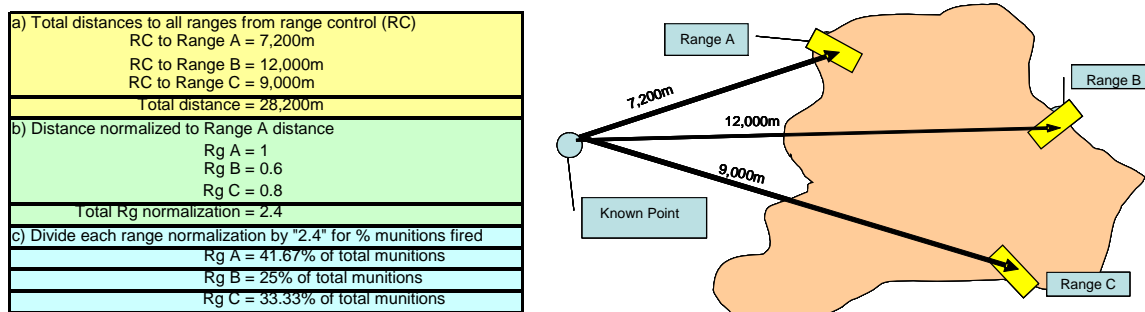 a) Total distances to all ranges from range control (RC)
RC to Range A = 7,200m
RC to Range B = 12,000m
RC to Range C = 9,000m
Total distance = 28,200m
b) Distance normalized to Range A distance
Rg A = 1
Rg B = 0.6
Rg C = 0.8
Total Rg normalization = 2.4
c) Divide each range normalization by "2.4" for % munitions fired
Rg A = 41.67% of total munitions
Rg B = 25% of total munitions
Rg C = 33.33% of total munitions
Range A
Range B
7,200m
12,000m
9,000m
Known Point
Range C